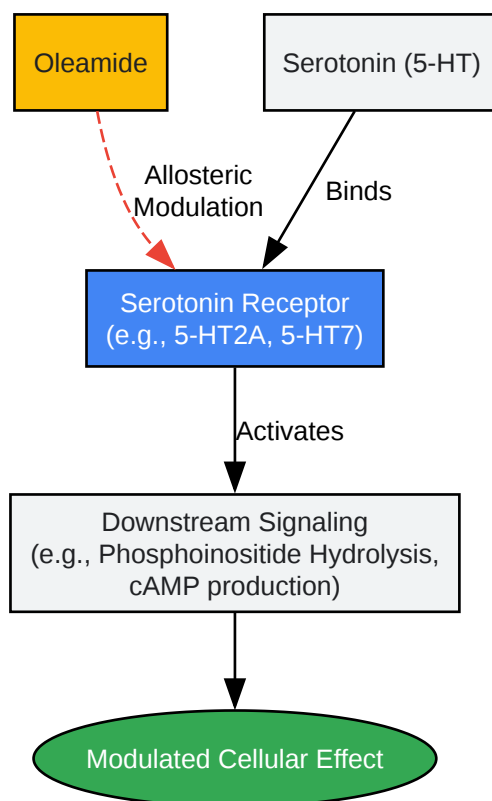 Oleamide
Serotonin (5-HT)
Allosteric
Modulation
Binds
Serotonin Receptor
(e.g., 5-HT2A, 5-HT7)
Activates
Downstream Signaling
(e.g., Phosphoinositide Hydrolysis,
cAMP production)
Modulated Cellular Effect